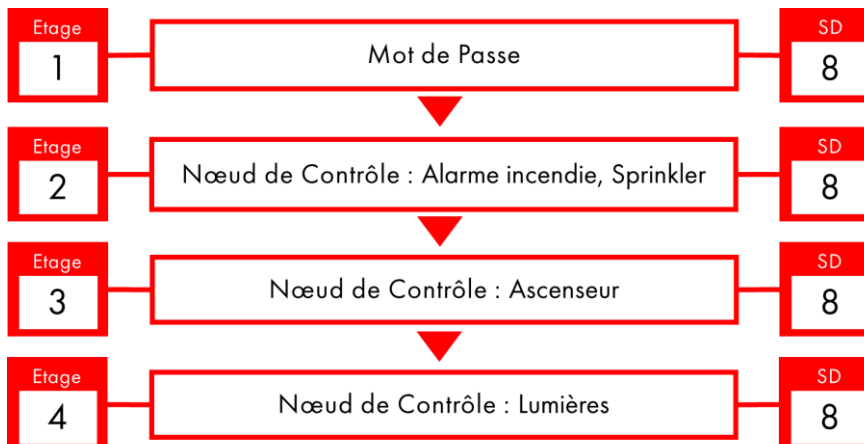 Etage
1
Mot de Passe
SD
8
Etage
2
Nœud de Contrôle : Alarme incendie, Sprinkler
SD
8
Etage
3
Nœud de Contrôle : Ascenseur
SD
8
Etage
4
Nœud de Contrôle : Lumières
SD
8